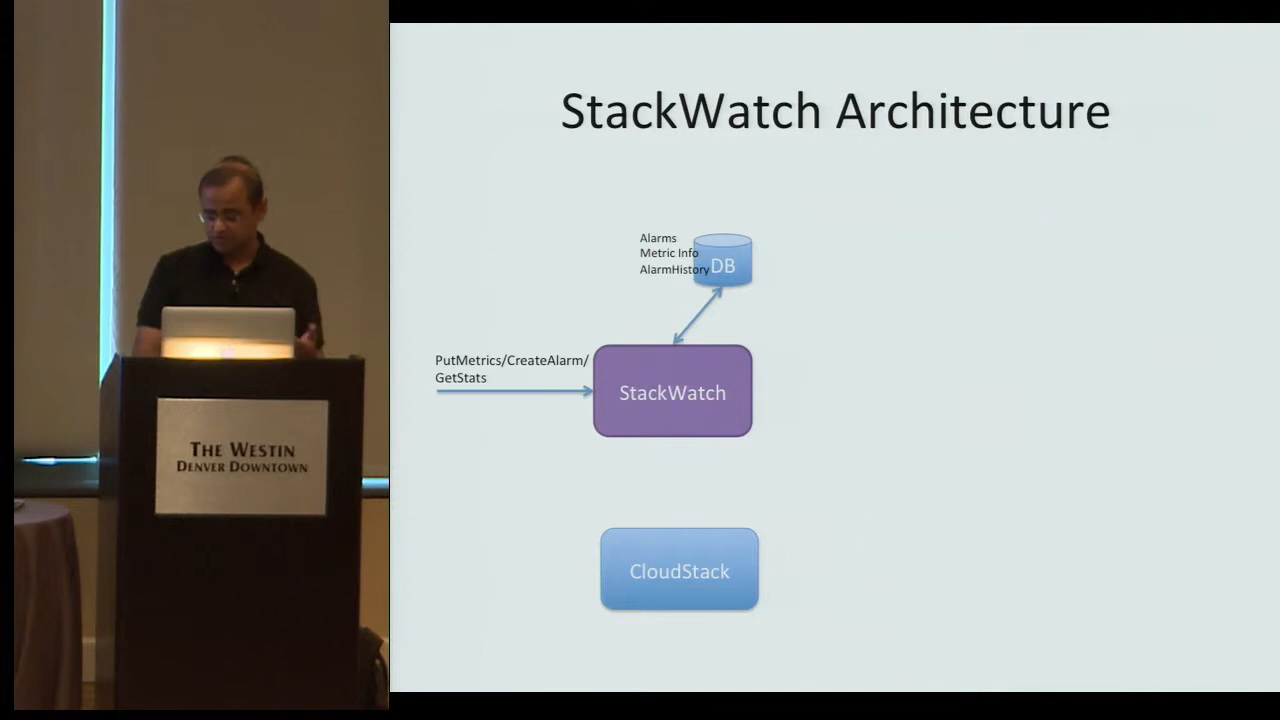 StackWatch Architecture
Alarms
Metric Info
AlarmHistory
DB
PutMetrics/CreateAlarm/
GetStats
StackWatch
CloudStack
THE WESTIN
DENVER DOWNTOWN